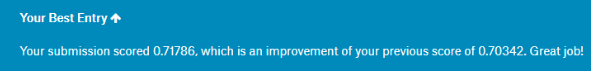 Your Best Entry ↑
Your submission scored 0.71786, which is an improvement of your previous score of 0.70342. Great job!